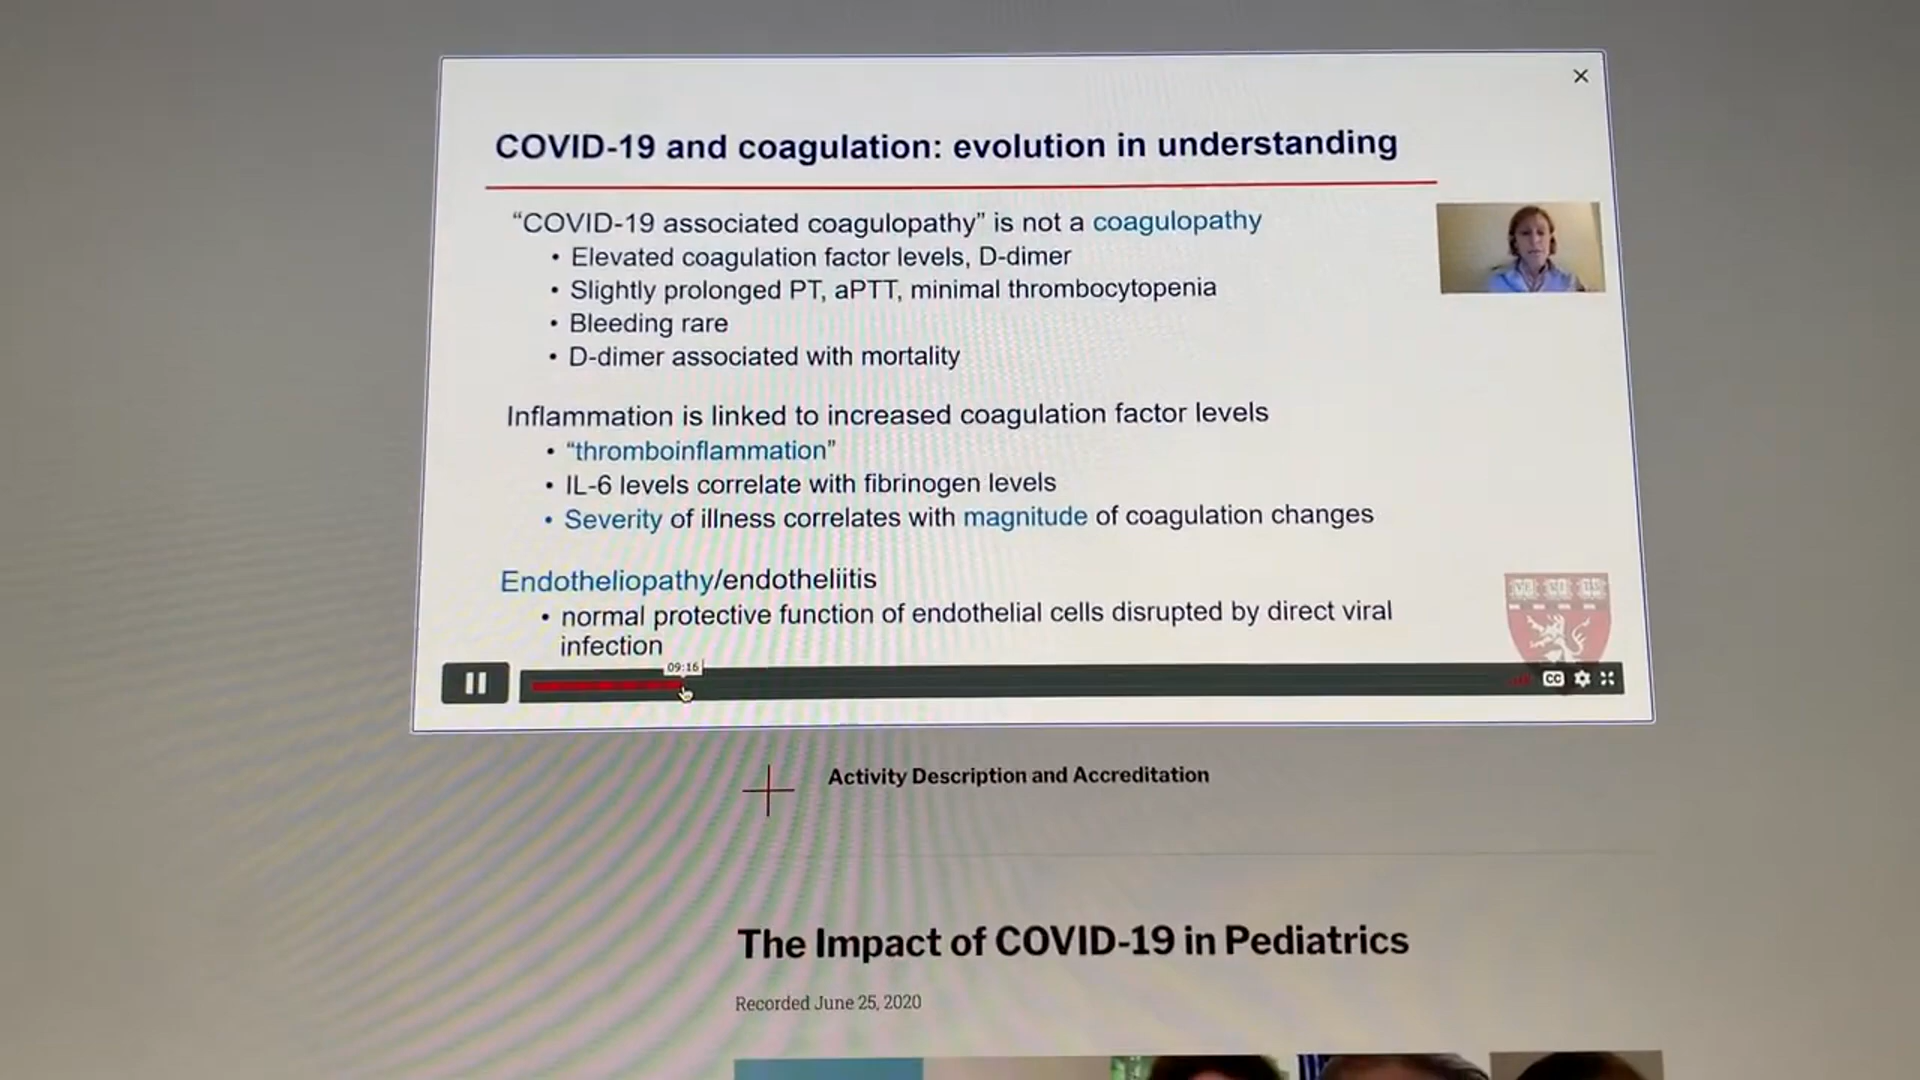 COVID-19 and coagulation: evolution in understanding
“COVID-19 associated coagulopathy” is not a coagulopathy
• Elevated coagulation factor levels, D-dimer
• Slightly prolonged PT, aPTT, minimal thrombocytopenia
• Bleeding rare
• D-dimer associated with mortality
Inflammation is linked to increased coagulation factor levels
• “thromboinflammation”
• IL-6 levels correlate with fibrinogen levels
• Severity of illness correlates with magnitude of coagulation changes
Endotheliopathy/endotheliitis
• normal protective function of endothelial cells disrupted by direct viral
infection
09:16
CC
Activity Description and Accreditation
The Impact of COVID-19 in Pediatrics
Recorded June 25, 2020